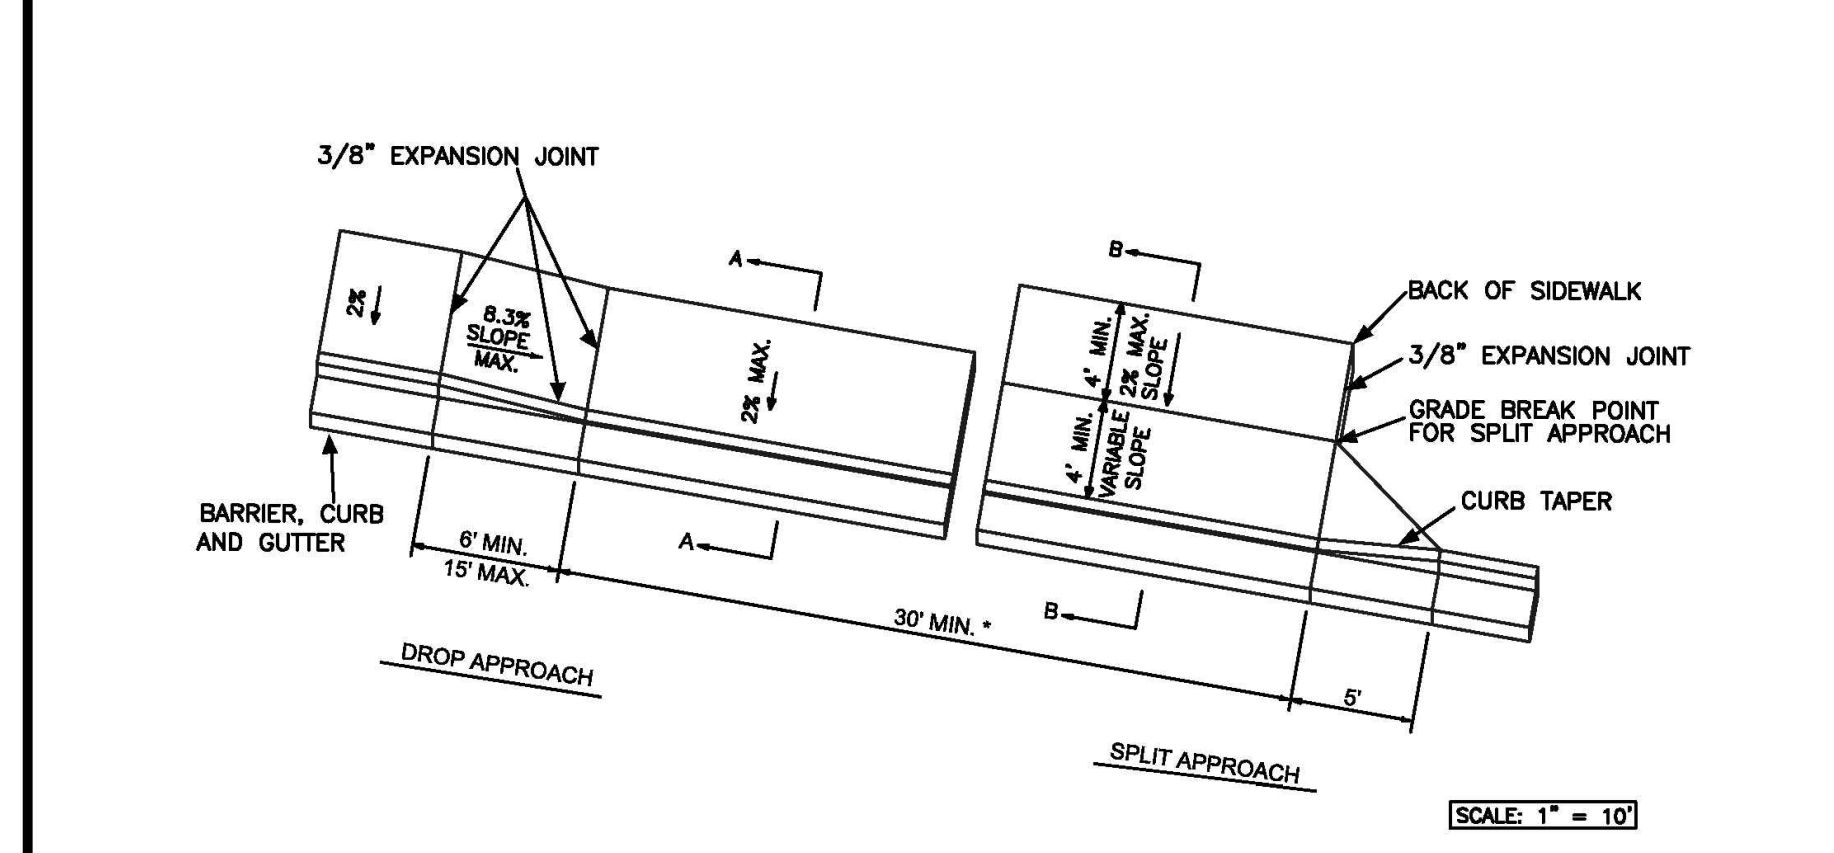 3/8" EXPANSION JOINT
2%
8.3%
SLOPE
MAX.
A
2% MAX.
B
4' MIN.
2% MAX.
SLOPE
4' MIN.
VARIABLE
SLOPE
BACK OF SIDEWALK
3/8" EXPANSION JOINT
GRADE BREAK POINT
FOR SPLIT APPROACH
CURB TAPER
BARRIER, CURB
AND GUTTER
6' MIN.
15' MAX.
A
30' MIN. *
B
5'
DROP APPROACH
SPLIT APPROACH
SCALE: 1" = 10'